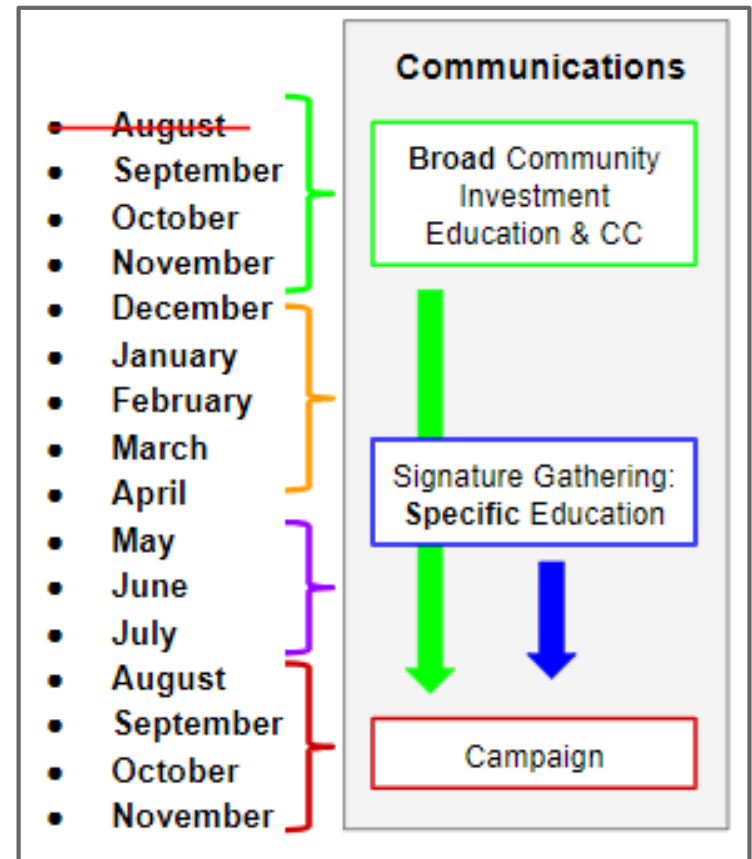 Communications
• August
• September
• October
• November
• December
• January
• February
• March
• April
• May
• June
• July
• August
• September
• October
• November
Broad Community
Investment
Education & CC
Signature Gathering:
Specific Education
Campaign